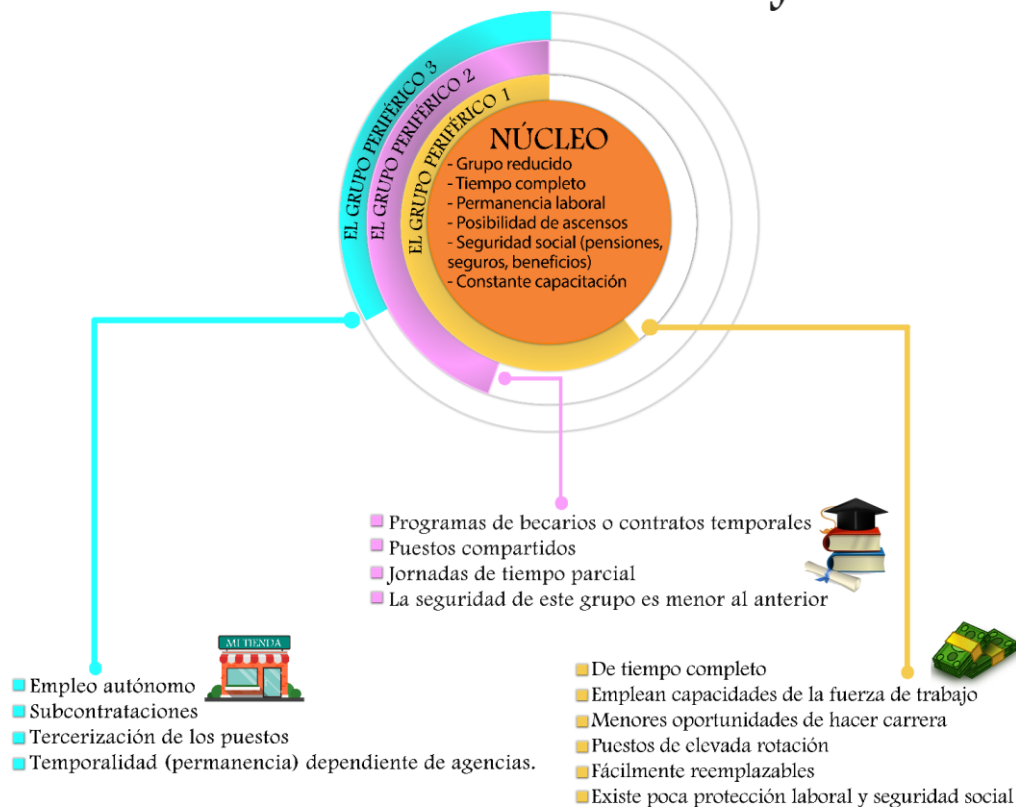 EL GRUPO PERIFÉRICO 3
EL GRUPO PERIFÉRICO 2
EL GRUPO PERIFÉRICO 1
NÚCLEO
- Grupo reducido
- Tiempo completo
- Permanencia laboral
- Posibilidad de ascensos
- Seguridad social (pensiones,
seguros, beneficios)
- Constante capacitación
Programas de becarios o contratos temporales
Puestos compartidos
Jornadas de tiempo parcial
La seguridad de este grupo es menor al anterior
MI TIENDA
Empleo autónomo
Subcontrataciones
Tercerización de los puestos
Temporalidad (permanencia) dependiente de agencias.
De tiempo completo
Emplean capacidades de la fuerza de trabajo
Menores oportunidades de hacer carrera
Puestos de elevada rotación
Fácilmente reemplazables
Existe poca protección laboral y seguridad social